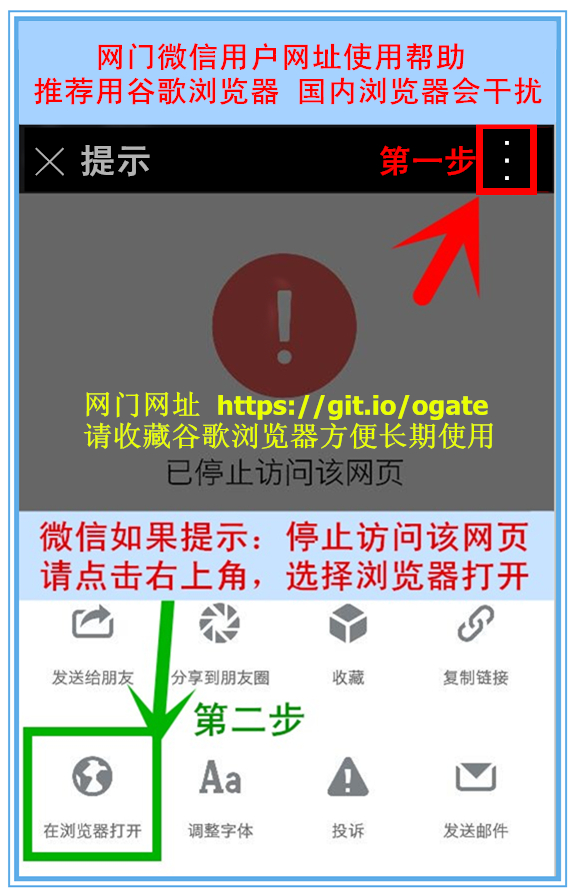 网门微信用户网址使用帮助
推荐用谷歌浏览器 国内浏览器会干扰
提示 第一步
网门网址 https://git.io/ogate
请收藏谷歌浏览器方便长期使用
已停止访问该网页
微信如果提示：停止访问该网页
请点击右上角，选择浏览器打开
发送给朋友 分享到朋友圈 收藏 复制链接
第二步
Aa
在浏览器打开 调整字体 投诉 发送邮件